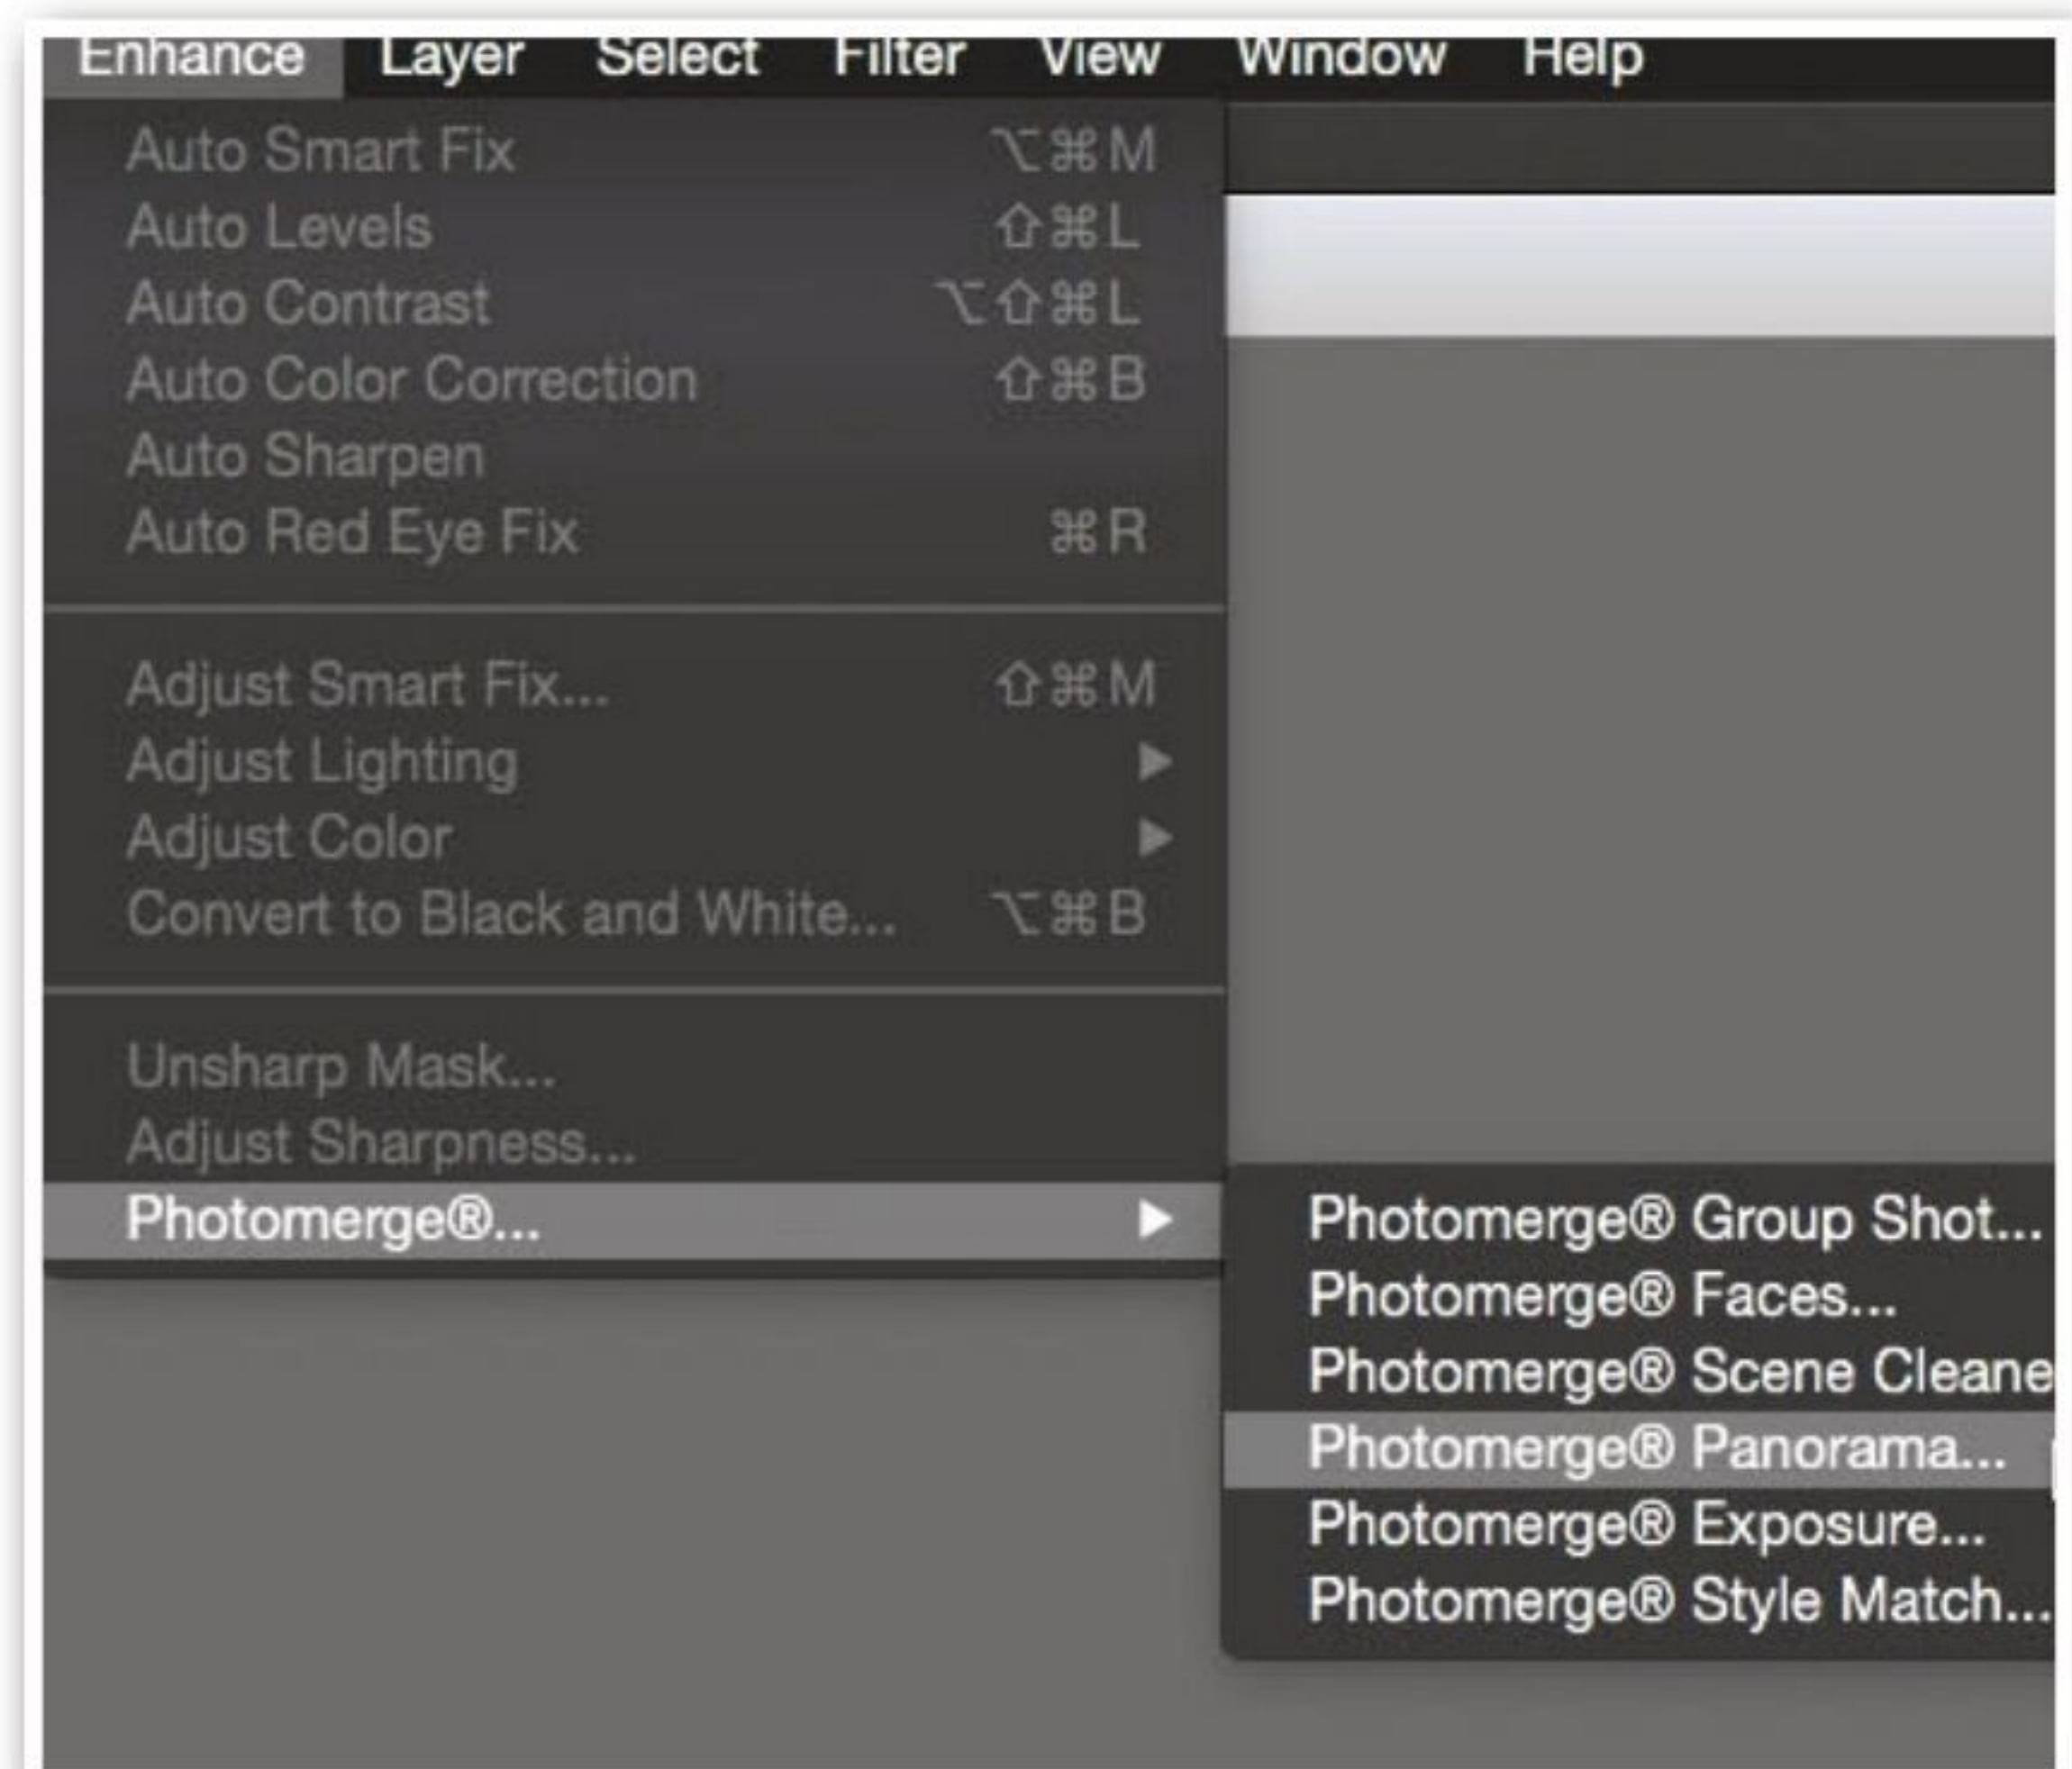 Enhance Layer Select Filter View Window Help
Auto Smart Fix ⌥⌘M
Auto Levels ⇧⌘L
Auto Contrast ⌥⇧⌘L
Auto Color Correction ⇧⌘B
Auto Sharpen
Auto Red Eye Fix ⌘R
Adjust Smart Fix... ⇧⌘M
Adjust Lighting ▶
Adjust Color ▶
Convert to Black and White... ⌥⌘B
Unsharp Mask...
Adjust Sharpness...
Photomerge®... ▶
Photomerge® Group Shot...
Photomerge® Faces...
Photomerge® Scene Cleane
Photomerge® Panorama...
Photomerge® Exposure...
Photomerge® Style Match...